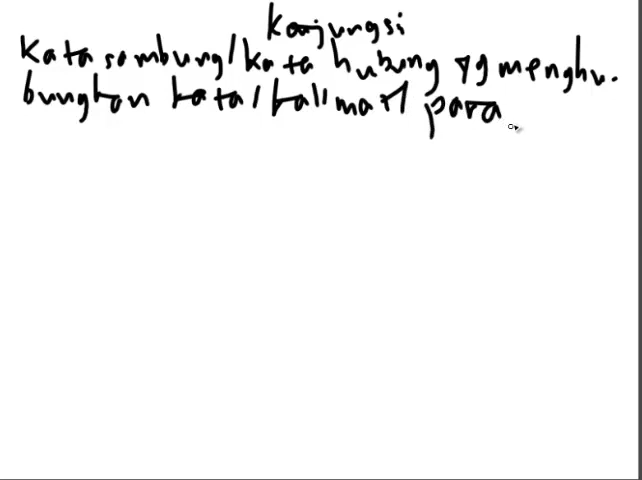 Konjungsi
Kata sambung/kata hubung yg menghu.
bungkan kata/kalimat/ para